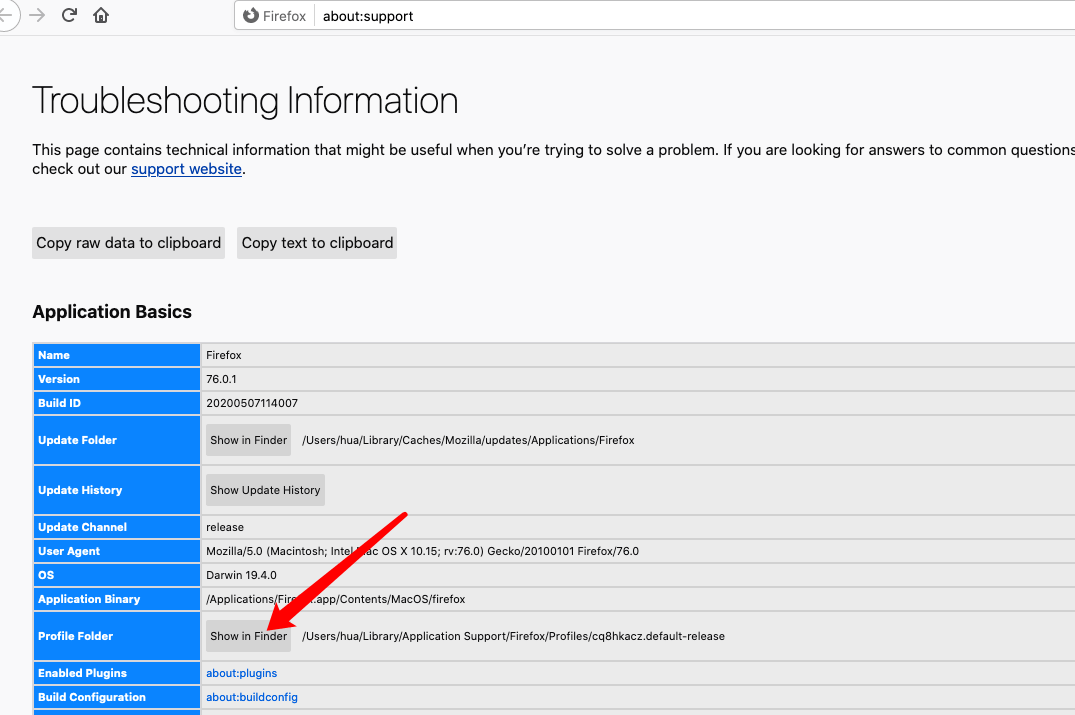 Firefox about:support
Troubleshooting Information
This page contains technical information that might be useful when you’re trying to solve a problem. If you are looking for answers to common questions
check out our support website.
Copy raw data to clipboard Copy text to clipboard
Application Basics
Name Firefox
Version 76.0.1
Build ID 20200507114007
Update Folder Show in Finder /Users/hua/Library/Caches/Mozilla/updates/Applications/Firefox
Update History Show Update History
Update Channel release
User Agent Mozilla/5.0 (Macintosh; Intel Mac OS X 10.15; rv:76.0) Gecko/20100101 Firefox/76.0
OS Darwin 19.4.0
Application Binary /Applications/Firefox.app/Contents/MacOS/firefox
Profile Folder Show in Finder /Users/hua/Library/Application Support/Firefox/Profiles/cq8hkacz.default-release
Enabled Plugins about:plugins
Build Configuration about:buildconfig